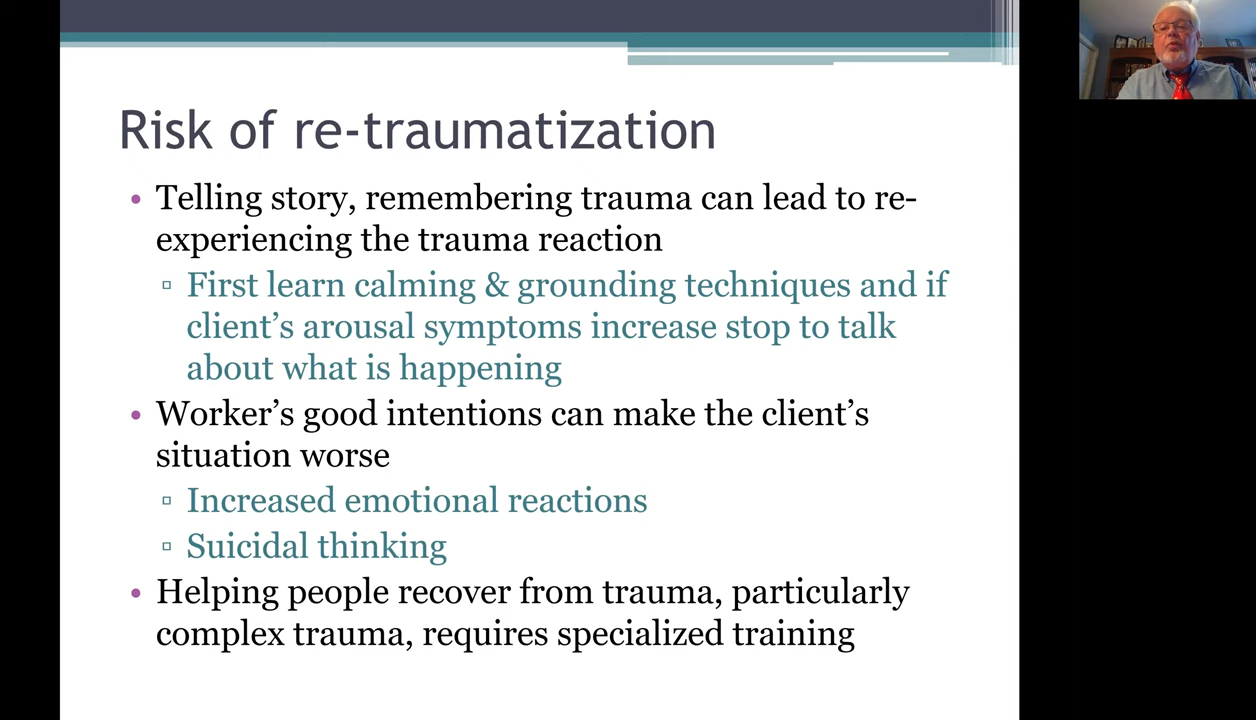 Risk of re-traumatization
• Telling story, remembering trauma can lead to re-
experiencing the trauma reaction
▫ First learn calming & grounding techniques and if
client’s arousal symptoms increase stop to talk
about what is happening
• Worker’s good intentions can make the client’s
situation worse
▫ Increased emotional reactions
▫ Suicidal thinking
• Helping people recover from trauma, particularly
complex trauma, requires specialized training